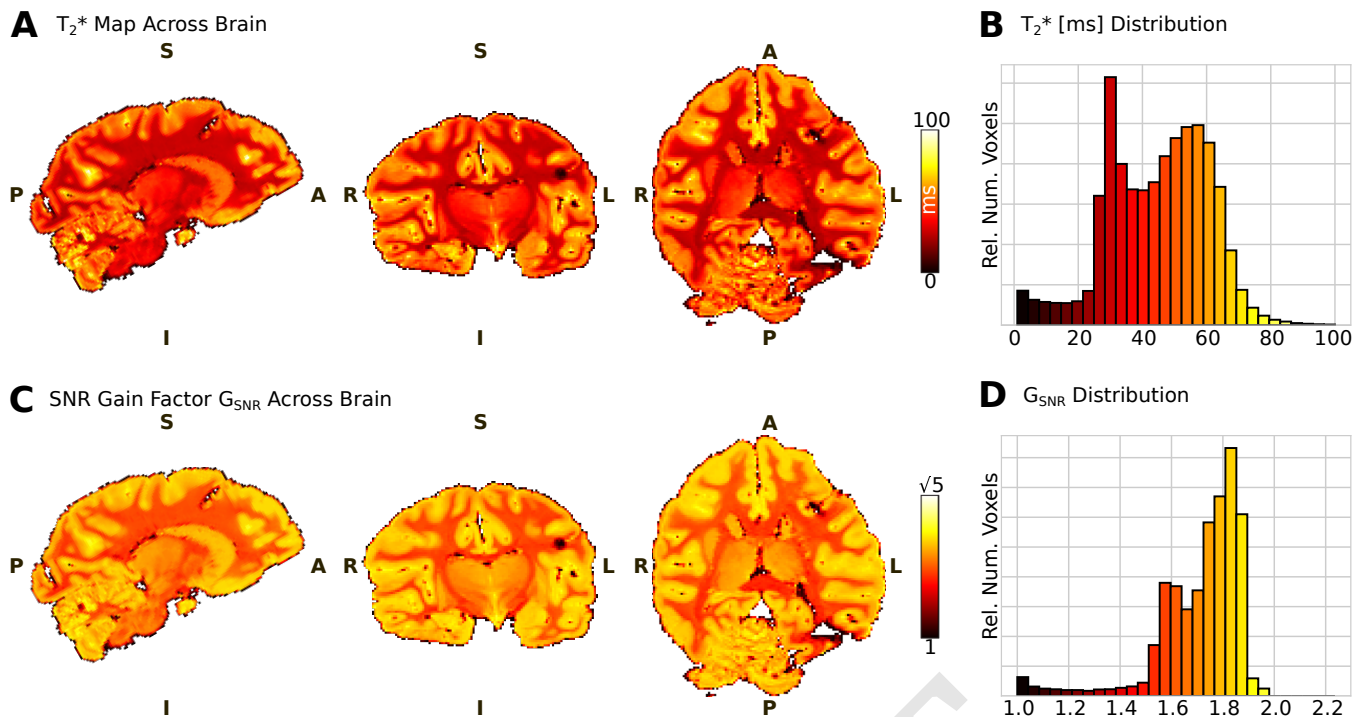 A T₂* Map Across Brain
B T₂* [ms] Distribution
S S A
P A R L R L
I I P
100
ms
0
Rel. Num. Voxels
0 20 40 60 80 100
C SNR Gain Factor G_SNR Across Brain
D G_SNR Distribution
S S A
P A R L R L
I I P
√5
1
Rel. Num. Voxels
1.0 1.2 1.4 1.6 1.8 2.0 2.2